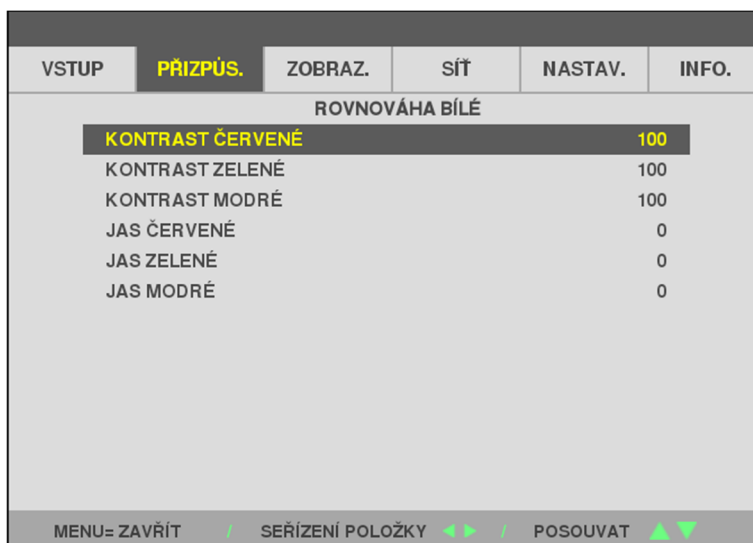 VSTUP PŘIZPŮS. ZOBRAZ. SÍŤ NASTAV. INFO.
ROVNOVÁHA BÍLÉ
KONTRAST ČERVENÉ 100
KONTRAST ZELENÉ 100
KONTRAST MODRÉ 100
JAS ČERVENÉ 0
JAS ZELENÉ 0
JAS MODRÉ 0
MENU= ZAVŘÍT / SEŘÍZENÍ POLOŽKY ◀ ▶ / POSOUVAT ▲ ▼